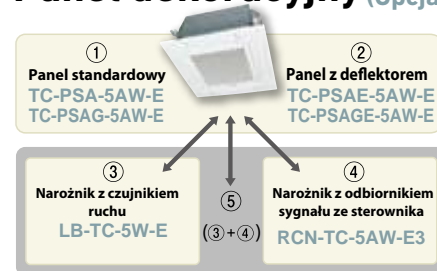 Panel dekoracyjny (Opcja
①
Panel standardowy
TC-PSA-5AW-E
TC-PSAG-5AW-E
②
Panel z deflektorem
TC-PSAE-5AW-E
TC-PSAGE-5AW-E
③
Narożnik z czujnikiem
ruchu
LB-TC-5W-E
⑤
(③+④)
④
Narożnik z odbiornikiem
sygnału ze sterownika
RCN-TC-5AW-E3